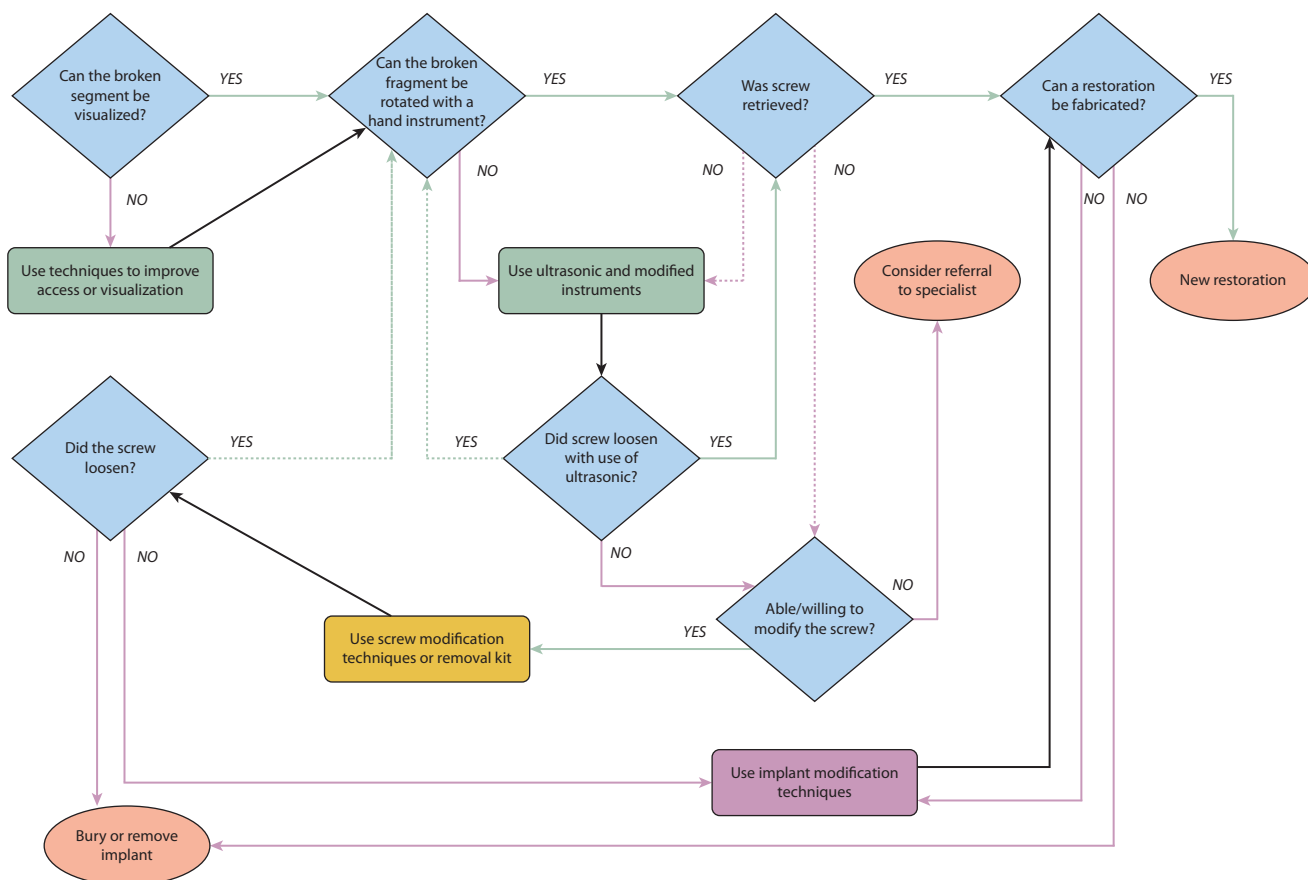 Can the broken
segment be
visualized?
YES
NO
Can the broken
fragment be
rotated with a
hand instrument?
YES
NO
Was screw
retrieved?
YES
NO
NO
Can a restoration
be fabricated?
YES
NO
NO
Use techniques to improve
access or visualization
Use ultrasonic and modified
instruments
Consider referral
to specialist
New restoration
Did the screw
loosen?
YES
NO
NO
Did screw loosen
with use of
ultrasonic?
YES
YES
NO
Able/willing to
modify the screw?
YES
NO
Use screw modification
techniques or removal kit
Use implant modification
techniques
Bury or remove
implant